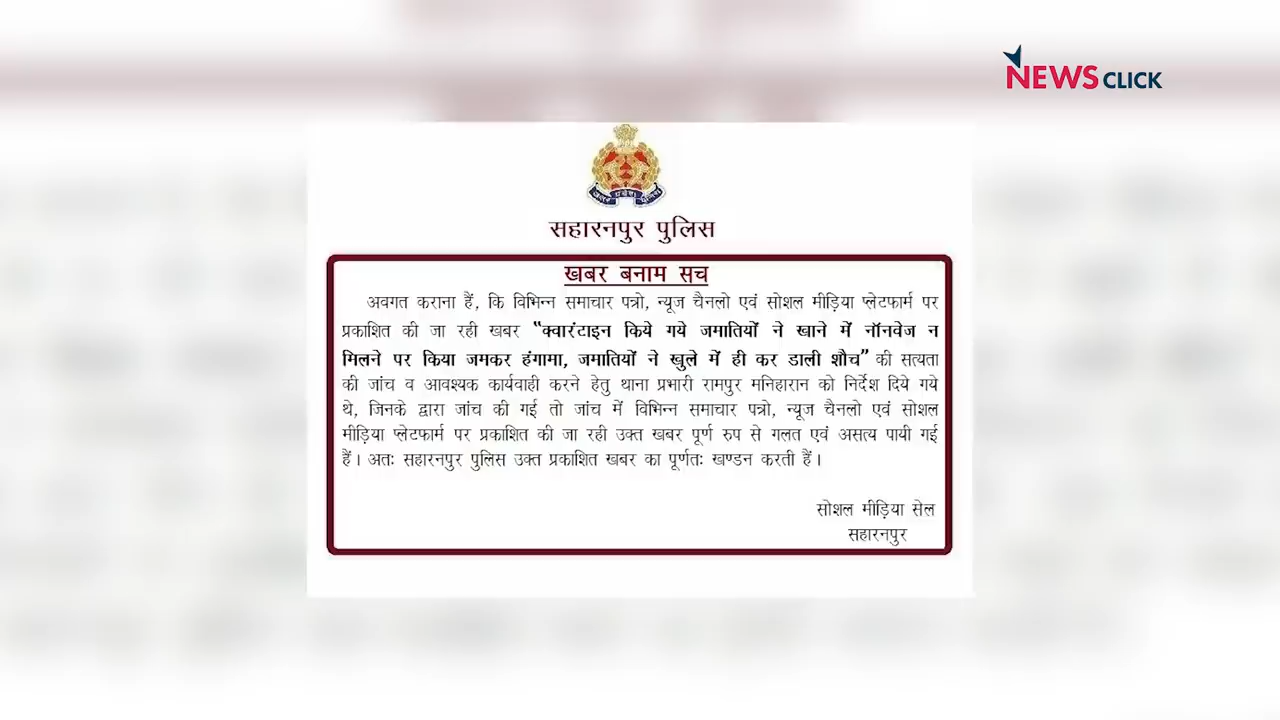 NEWSCLICK
सहारनपुर पुलिस
खबर बनाम सच
अवगत कराना हैं, कि विभिन्न समाचार पत्रो, न्यूज चैनलो एवं सोशल मीड़िया प्लेटफार्म पर
प्रकाशित की जा रही खबर "क्वारंटाइन किये गये जमातियों ने खाने में नॉनवेज न
मिलने पर किया जमकर हंगामा, जमातियों ने खुले में ही कर डाली शौच" की सत्यता
की जांच व आवश्यक कार्यवाही करने हेतु थाना प्रभारी रामपुर मनिहारान को निर्देश दिये गये
थे, जिनके द्वारा जांच की गई तो जांच में विभिन्न समाचार पत्रो, न्यूज चैनलो एवं सोशल
मीड़िया प्लेटफार्म पर प्रकाशित की जा रही उक्त खबर पूर्ण रुप से गलत एवं असत्य पायी गई
हैं। अतः सहारनपुर पुलिस उक्त प्रकाशित खबर का पूर्णतः खण्डन करती हैं।
सोशल मीड़िया सेल
सहारनपुर